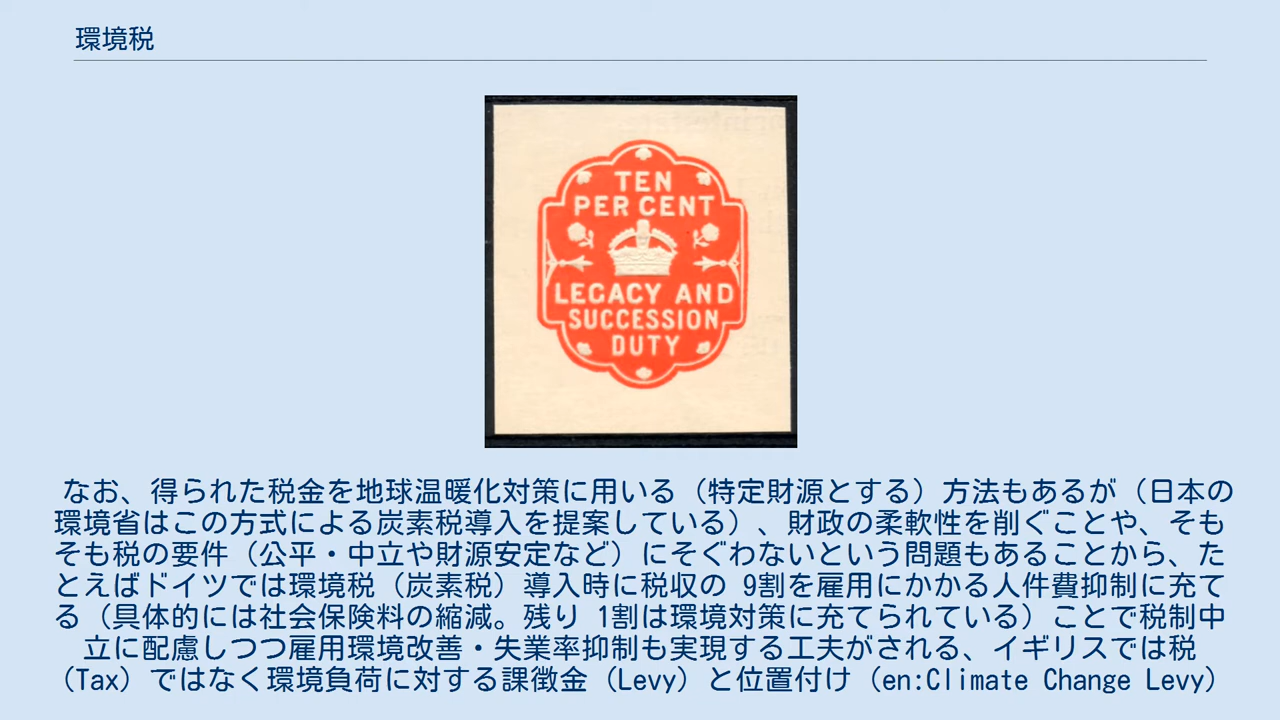 環境税
TEN
PER CENT
LEGACY AND
SUCCESSION
DUTY
なお、得られた税金を地球温暖化対策に用いる（特定財源とする）方法もあるが（日本の
環境省はこの方式による炭素税導入を提案している）、財政の柔軟性を削ぐことや、そも
そも税の要件（公平・中立や財源安定など）にそぐわないという問題もあることから、た
とえばドイツでは環境税（炭素税）導入時に税収の 9割を雇用にかかる人件費抑制に充て
る（具体的には社会保険料の縮減。残り 1割は環境対策に充てられている）ことで税制中
立に配慮しつつ雇用環境改善・失業率抑制も実現する工夫がされる、イギリスでは税
（Tax）ではなく環境負荷に対する課徴金（Levy）と位置付け（en:Climate Change Levy）